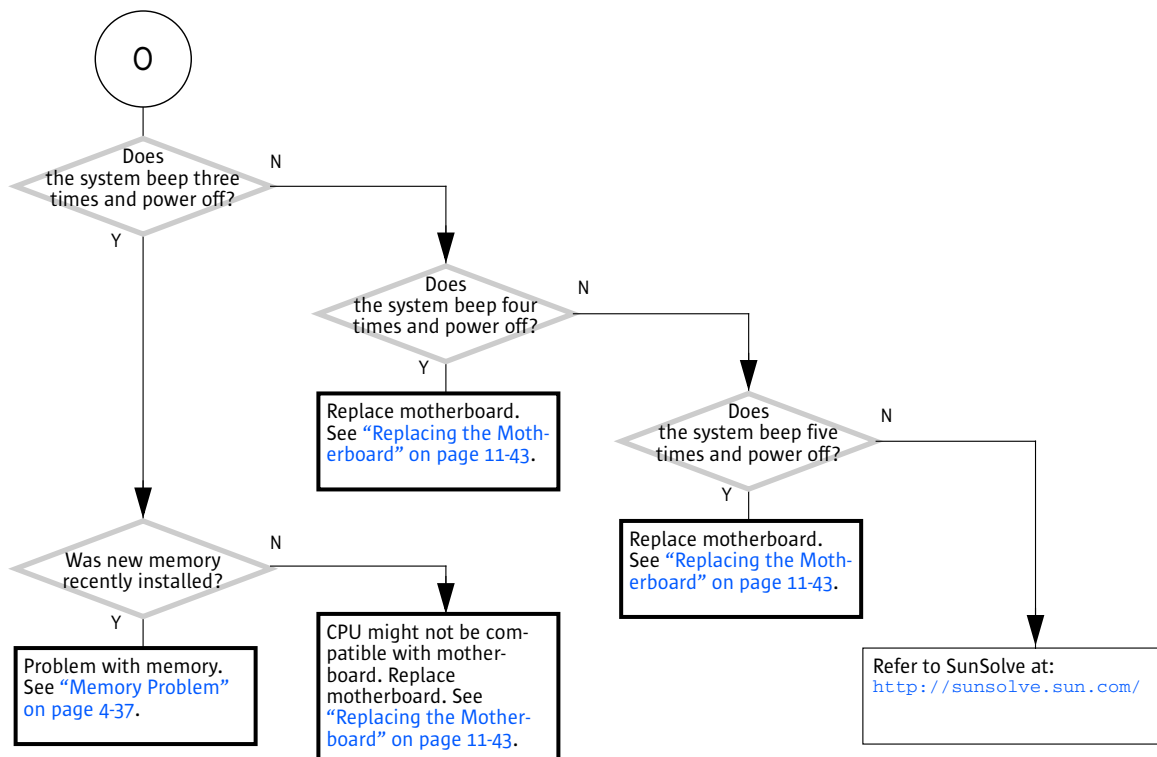 O
Does
the system beep three
times and power off?
N
Y
Does
the system beep four
times and power off?
N
Y
Replace motherboard.
See “Replacing the Moth-
erboard” on page 11-43.
Does
the system beep five
times and power off?
N
Y
Replace motherboard.
See “Replacing the Moth-
erboard” on page 11-43.
Refer to SunSolve at:
http://sunsolve.sun.com/
Was new memory
recently installed?
N
Y
Problem with memory.
See “Memory Problem”
on page 4-37.
CPU might not be com-
patible with mother-
board. Replace
motherboard. See
“Replacing the Mother-
board” on page 11-43.